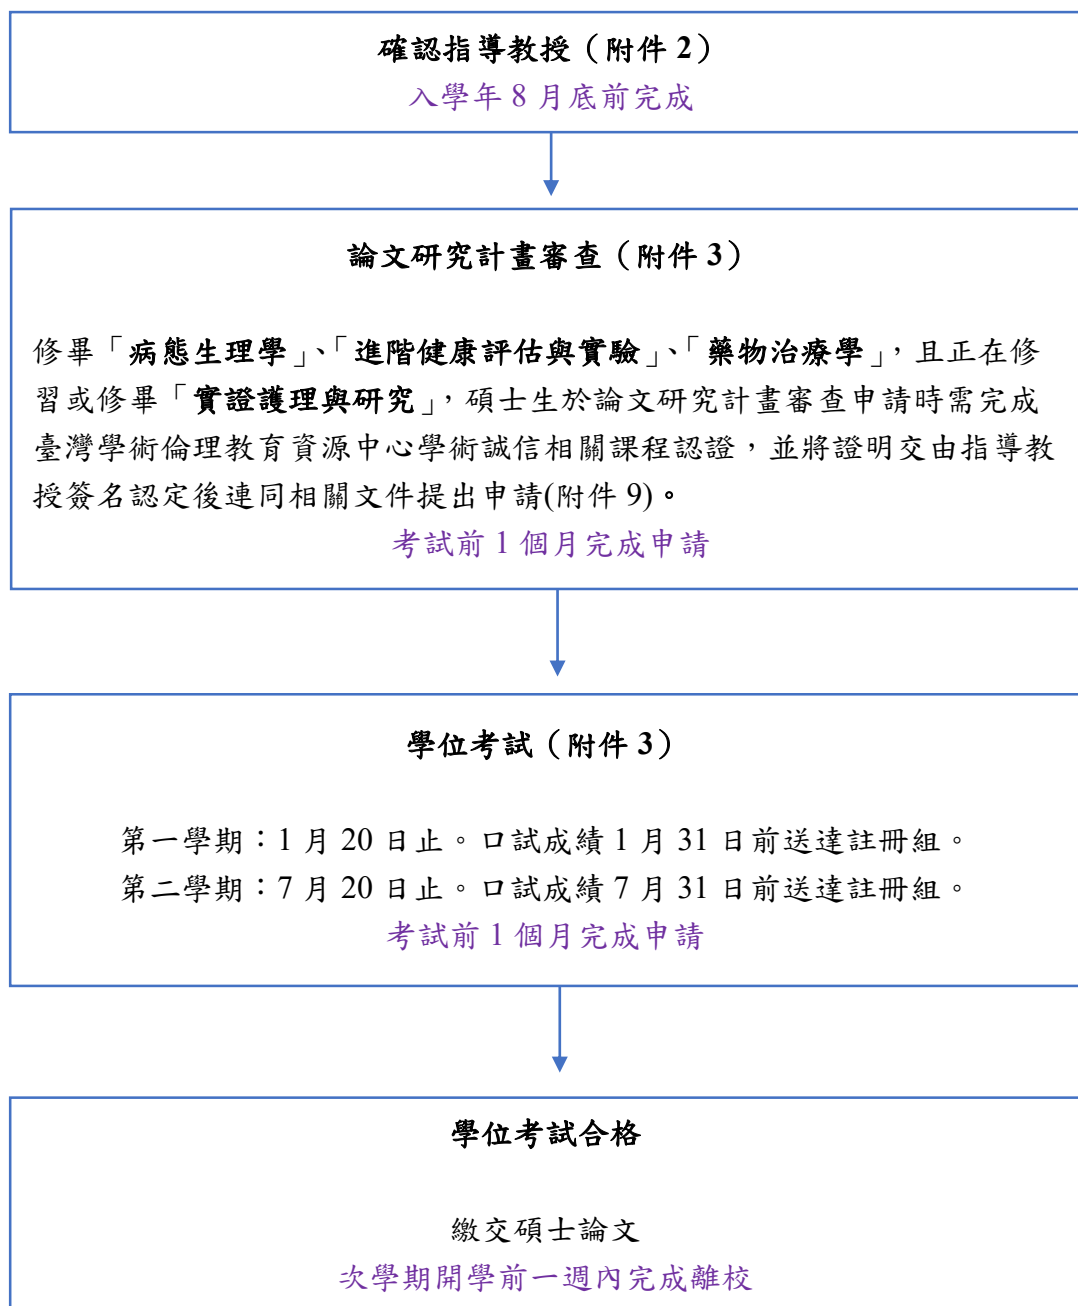 確認指導教授（附件 2）
入學年 8 月底前完成
論文研究計畫審查（附件 3）
修畢「病態生理學」、「進階健康評估與實驗」、「藥物治療學」，且正在修
習或修畢「實證護理與研究」，碩士生於論文研究計畫審查申請時需完成
臺灣學術倫理教育資源中心學術誠信相關課程認證，並將證明交由指導教
授簽名認定後連同相關文件提出申請(附件 9)。
考試前 1 個月完成申請
學位考試（附件 3）
第一學期：1 月 20 日止。口試成績 1 月 31 日前送達註冊組。
第二學期：7 月 20 日止。口試成績 7 月 31 日前送達註冊組。
考試前 1 個月完成申請
學位考試合格
繳交碩士論文
次學期開學前一週內完成離校